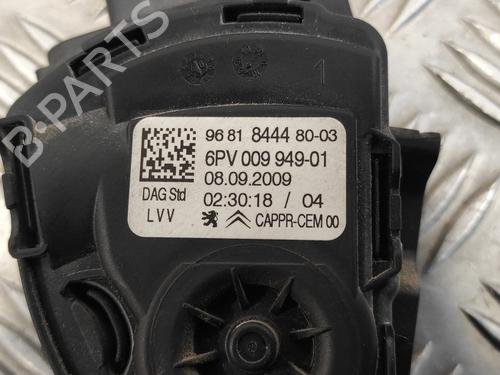 1
96 81 8444 80-03
6PV 009 949-01
08.09.2009
DAG Std
02:30:18 / 04
LVV
CAPPR-CEM 00
B-PARTS